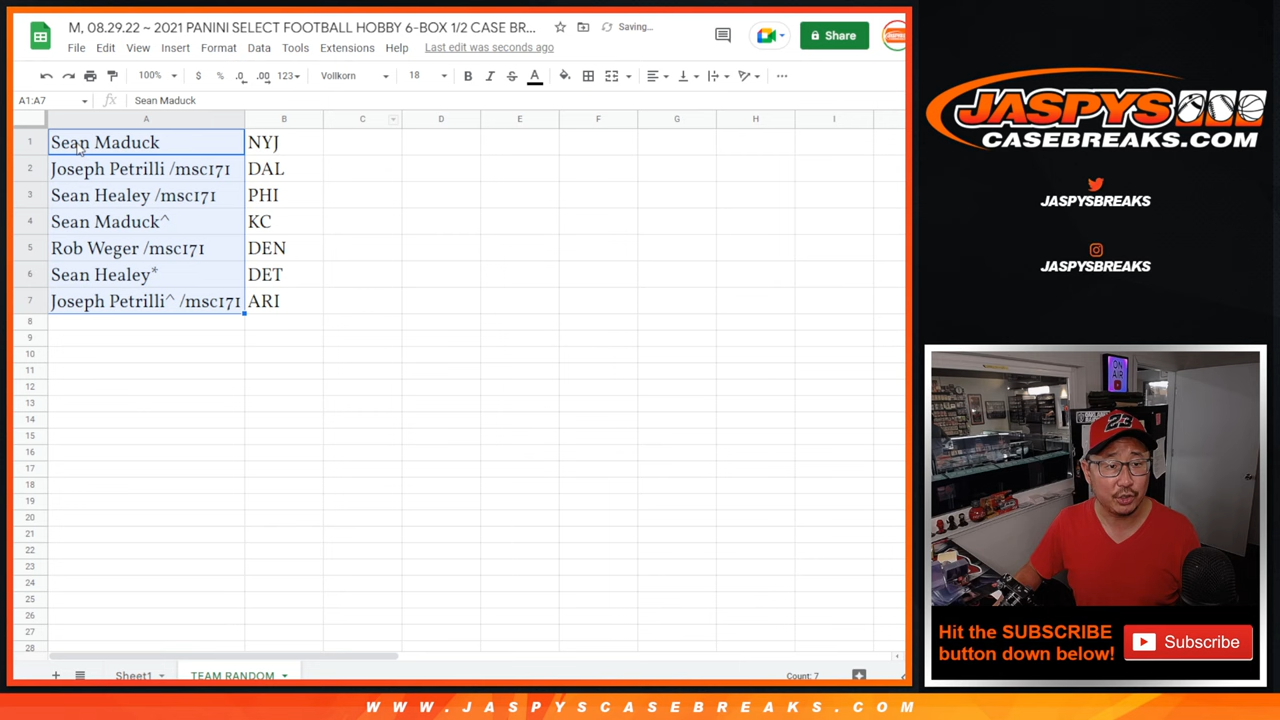 M, 08.29.22 ~ 2021 PANINI SELECT FOOTBALL HOBBY 6-BOX 1/2 CASE BR...
Saving...
File Edit View Insert Format Data Tools Extensions Help Last edit was seconds ago
Share
100% $ % .0 .00 123 Vollkorn 18 B I S A
A1:A7 fx Sean Maduck
A B C D E F G H I
1 Sean Maduck NYJ
2 Joseph Petrilli /msc171 DAL
3 Sean Healey /msc171 PHI
4 Sean Maduck^ KC
5 Rob Weger /msc171 DEN
6 Sean Healey* DET
7 Joseph Petrilli^ /msc171 ARI
8
9
10
11
12
13
14
15
16
17
18
19
20
21
22
23
24
25
26
27
28
Sheet1 TEAM RANDOM Count: 7
JASPYS
CASEBREAKS.COM
JASPYSBREAKS
JASPYSBREAKS
ON
AIR
23
Hit the SUBSCRIBE
button down below!
Subscribe
WWW.JASPYSCASEBREAKS.COM